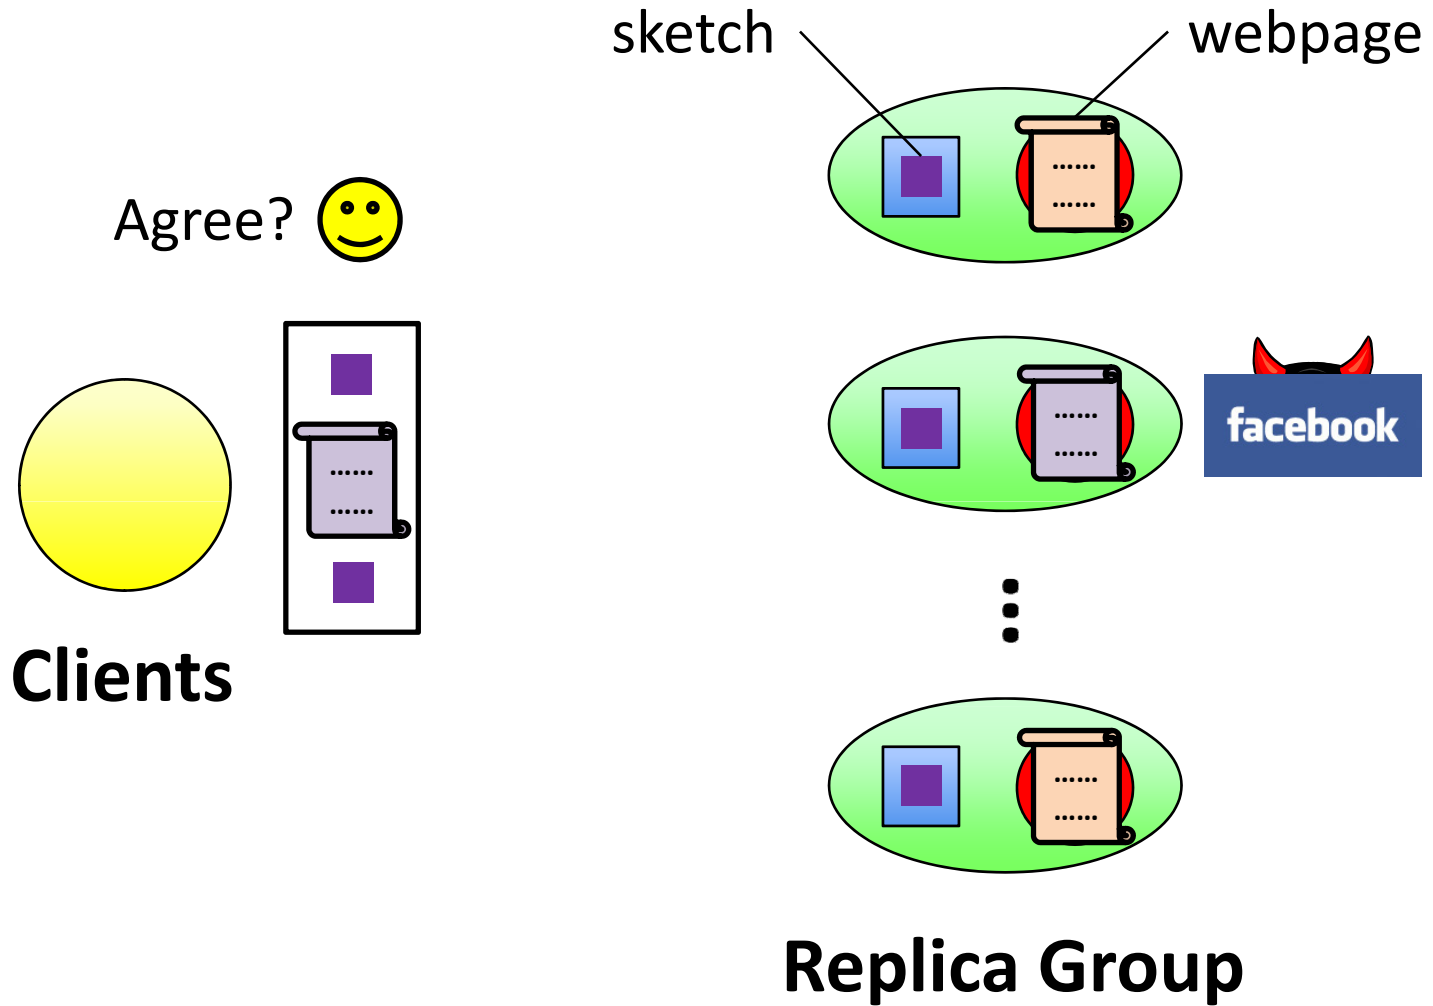 sketch
webpage
Agree?
facebook
Clients
Replica Group